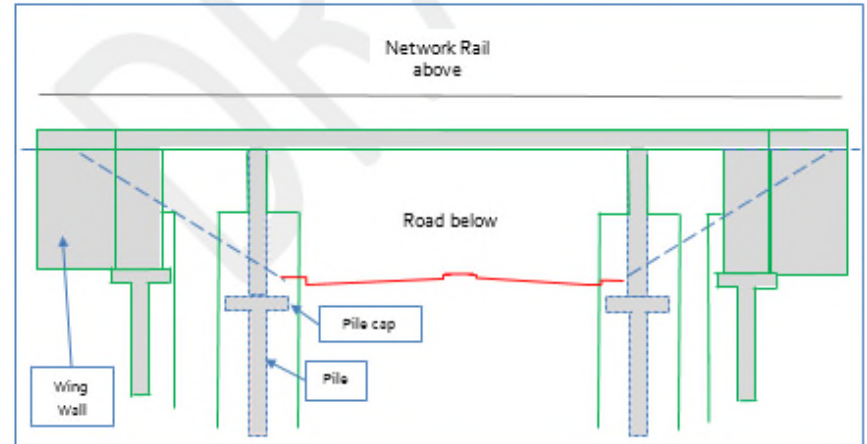 Network Rail
above
Road below
Pile cap
Pile
Wing
Wall